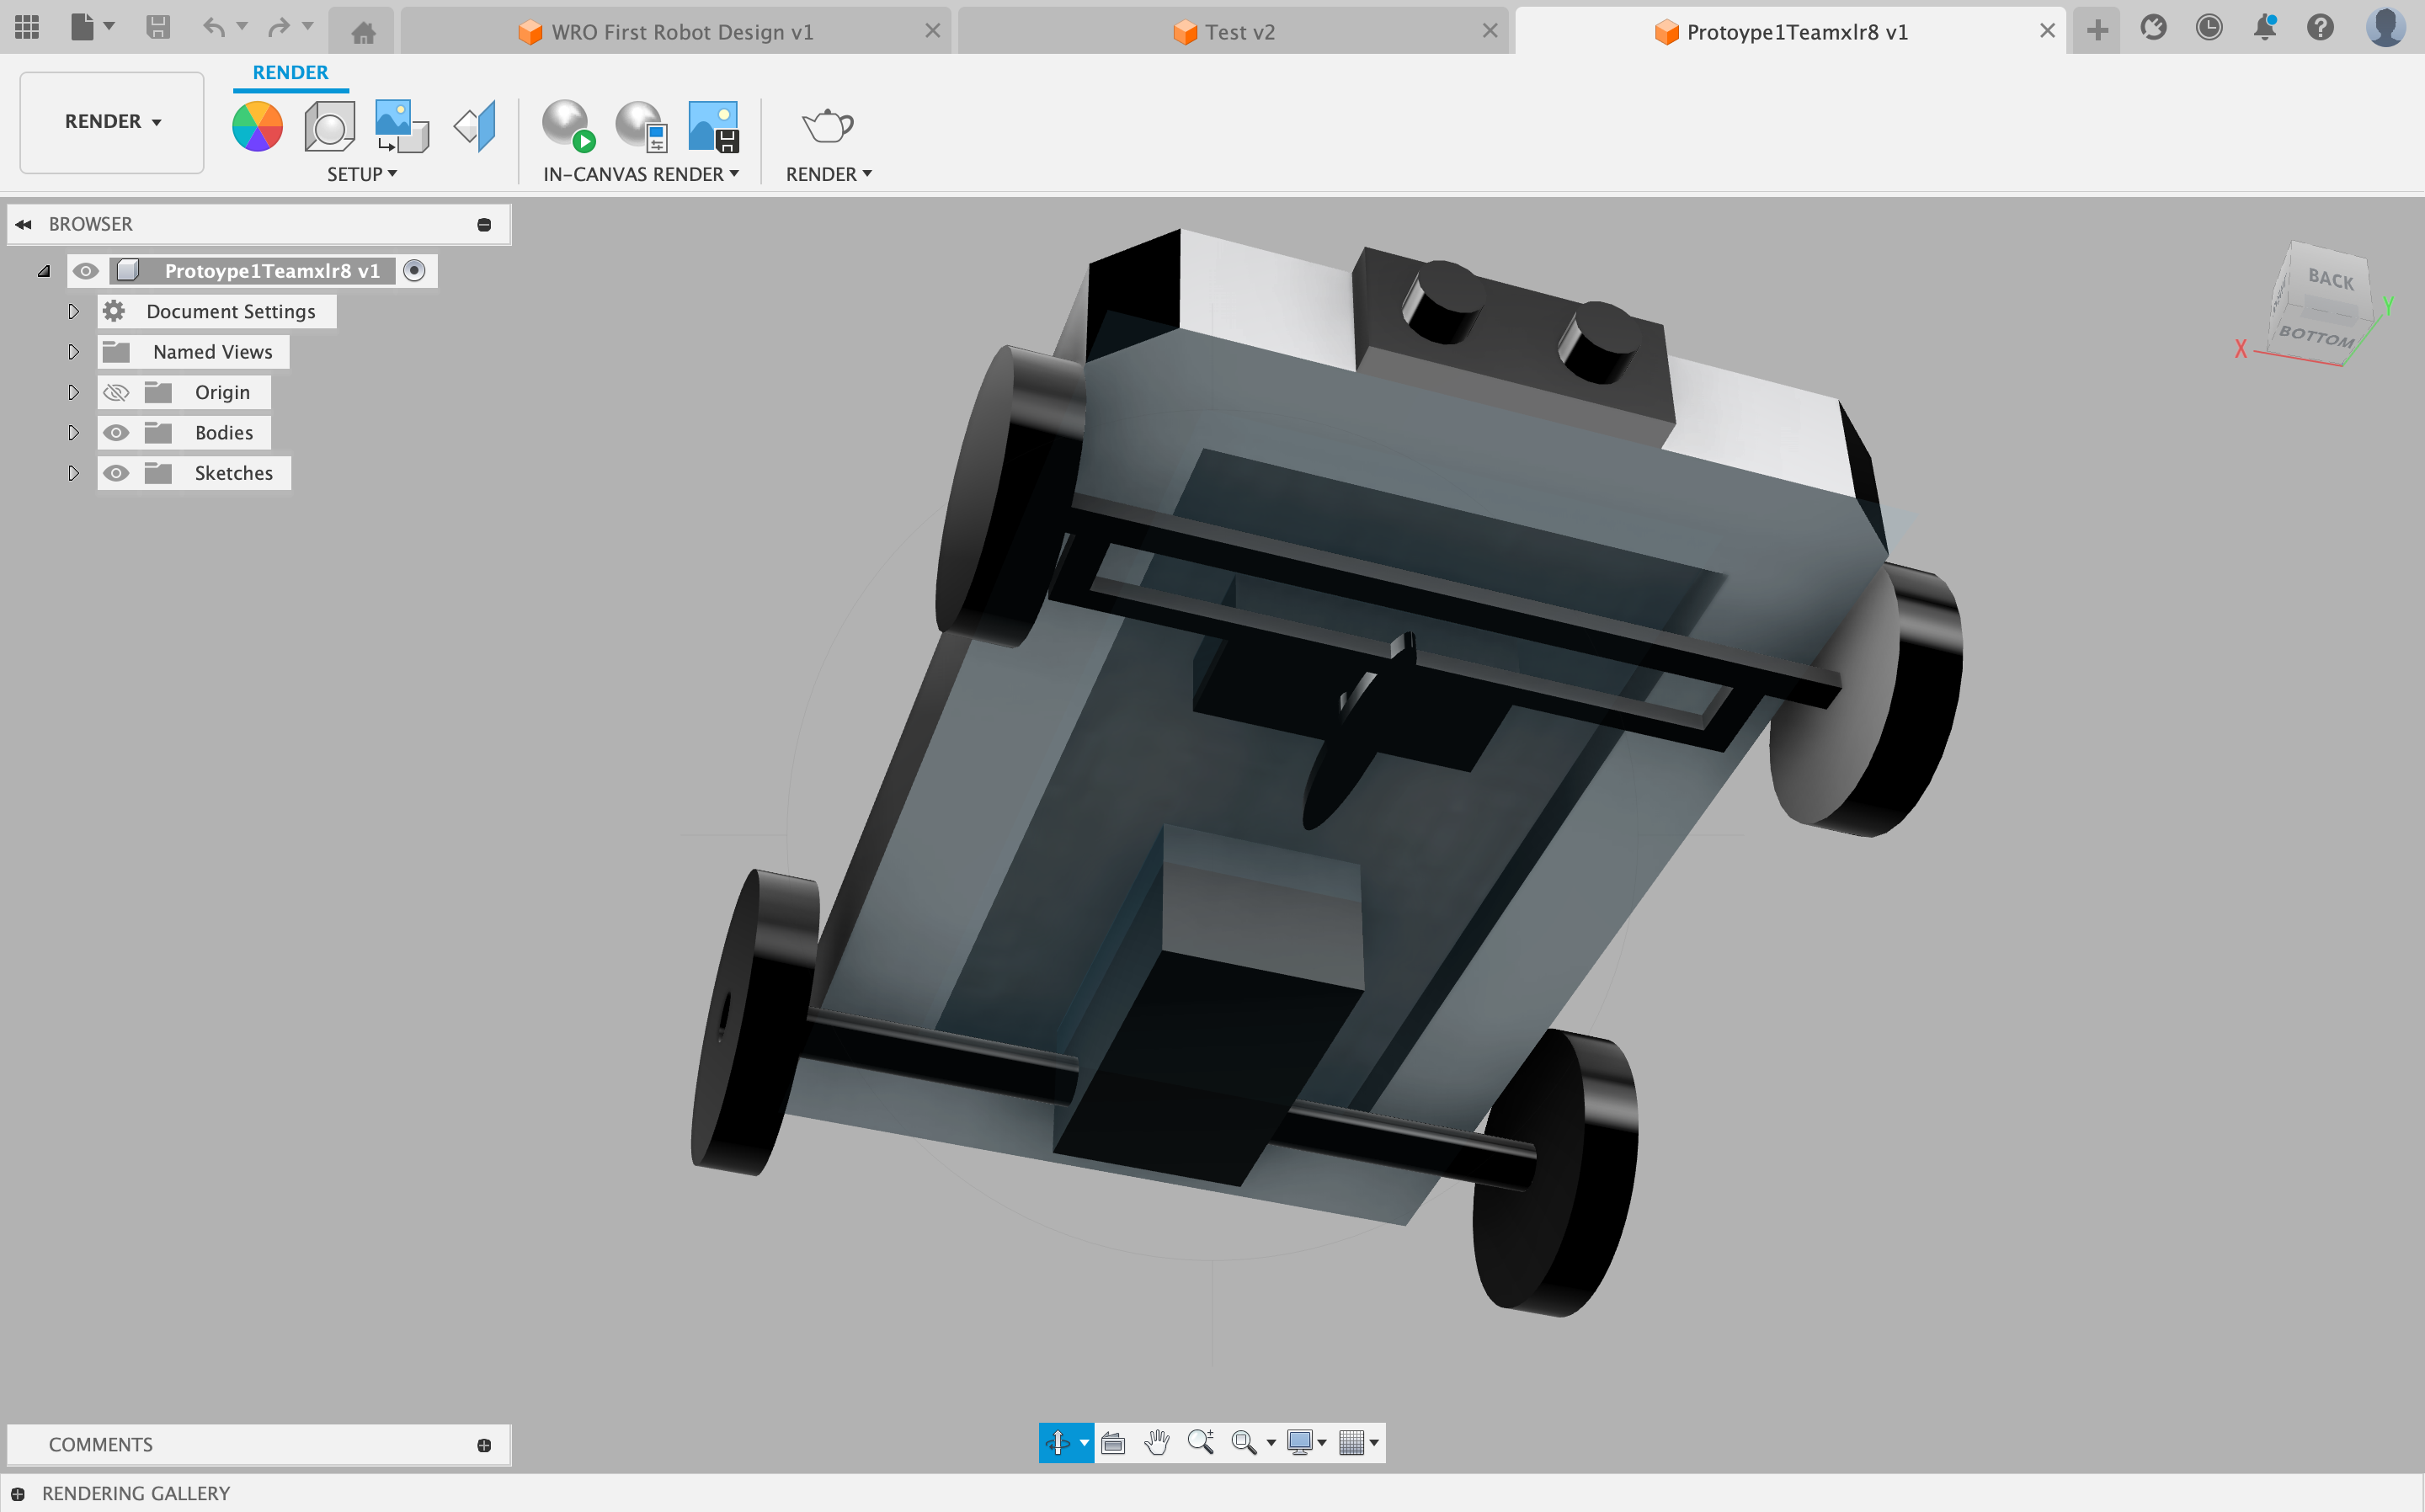 WRO First Robot Design v1
Test v2
Protoype1Teamxlr8 v1
RENDER
RENDER
SETUP
IN-CANVAS RENDER
RENDER
BROWSER
Protoype1Teamxlr8 v1
Document Settings
Named Views
Origin
Bodies
Sketches
BACK
BOTTOM
X
Y
COMMENTS
RENDERING GALLERY